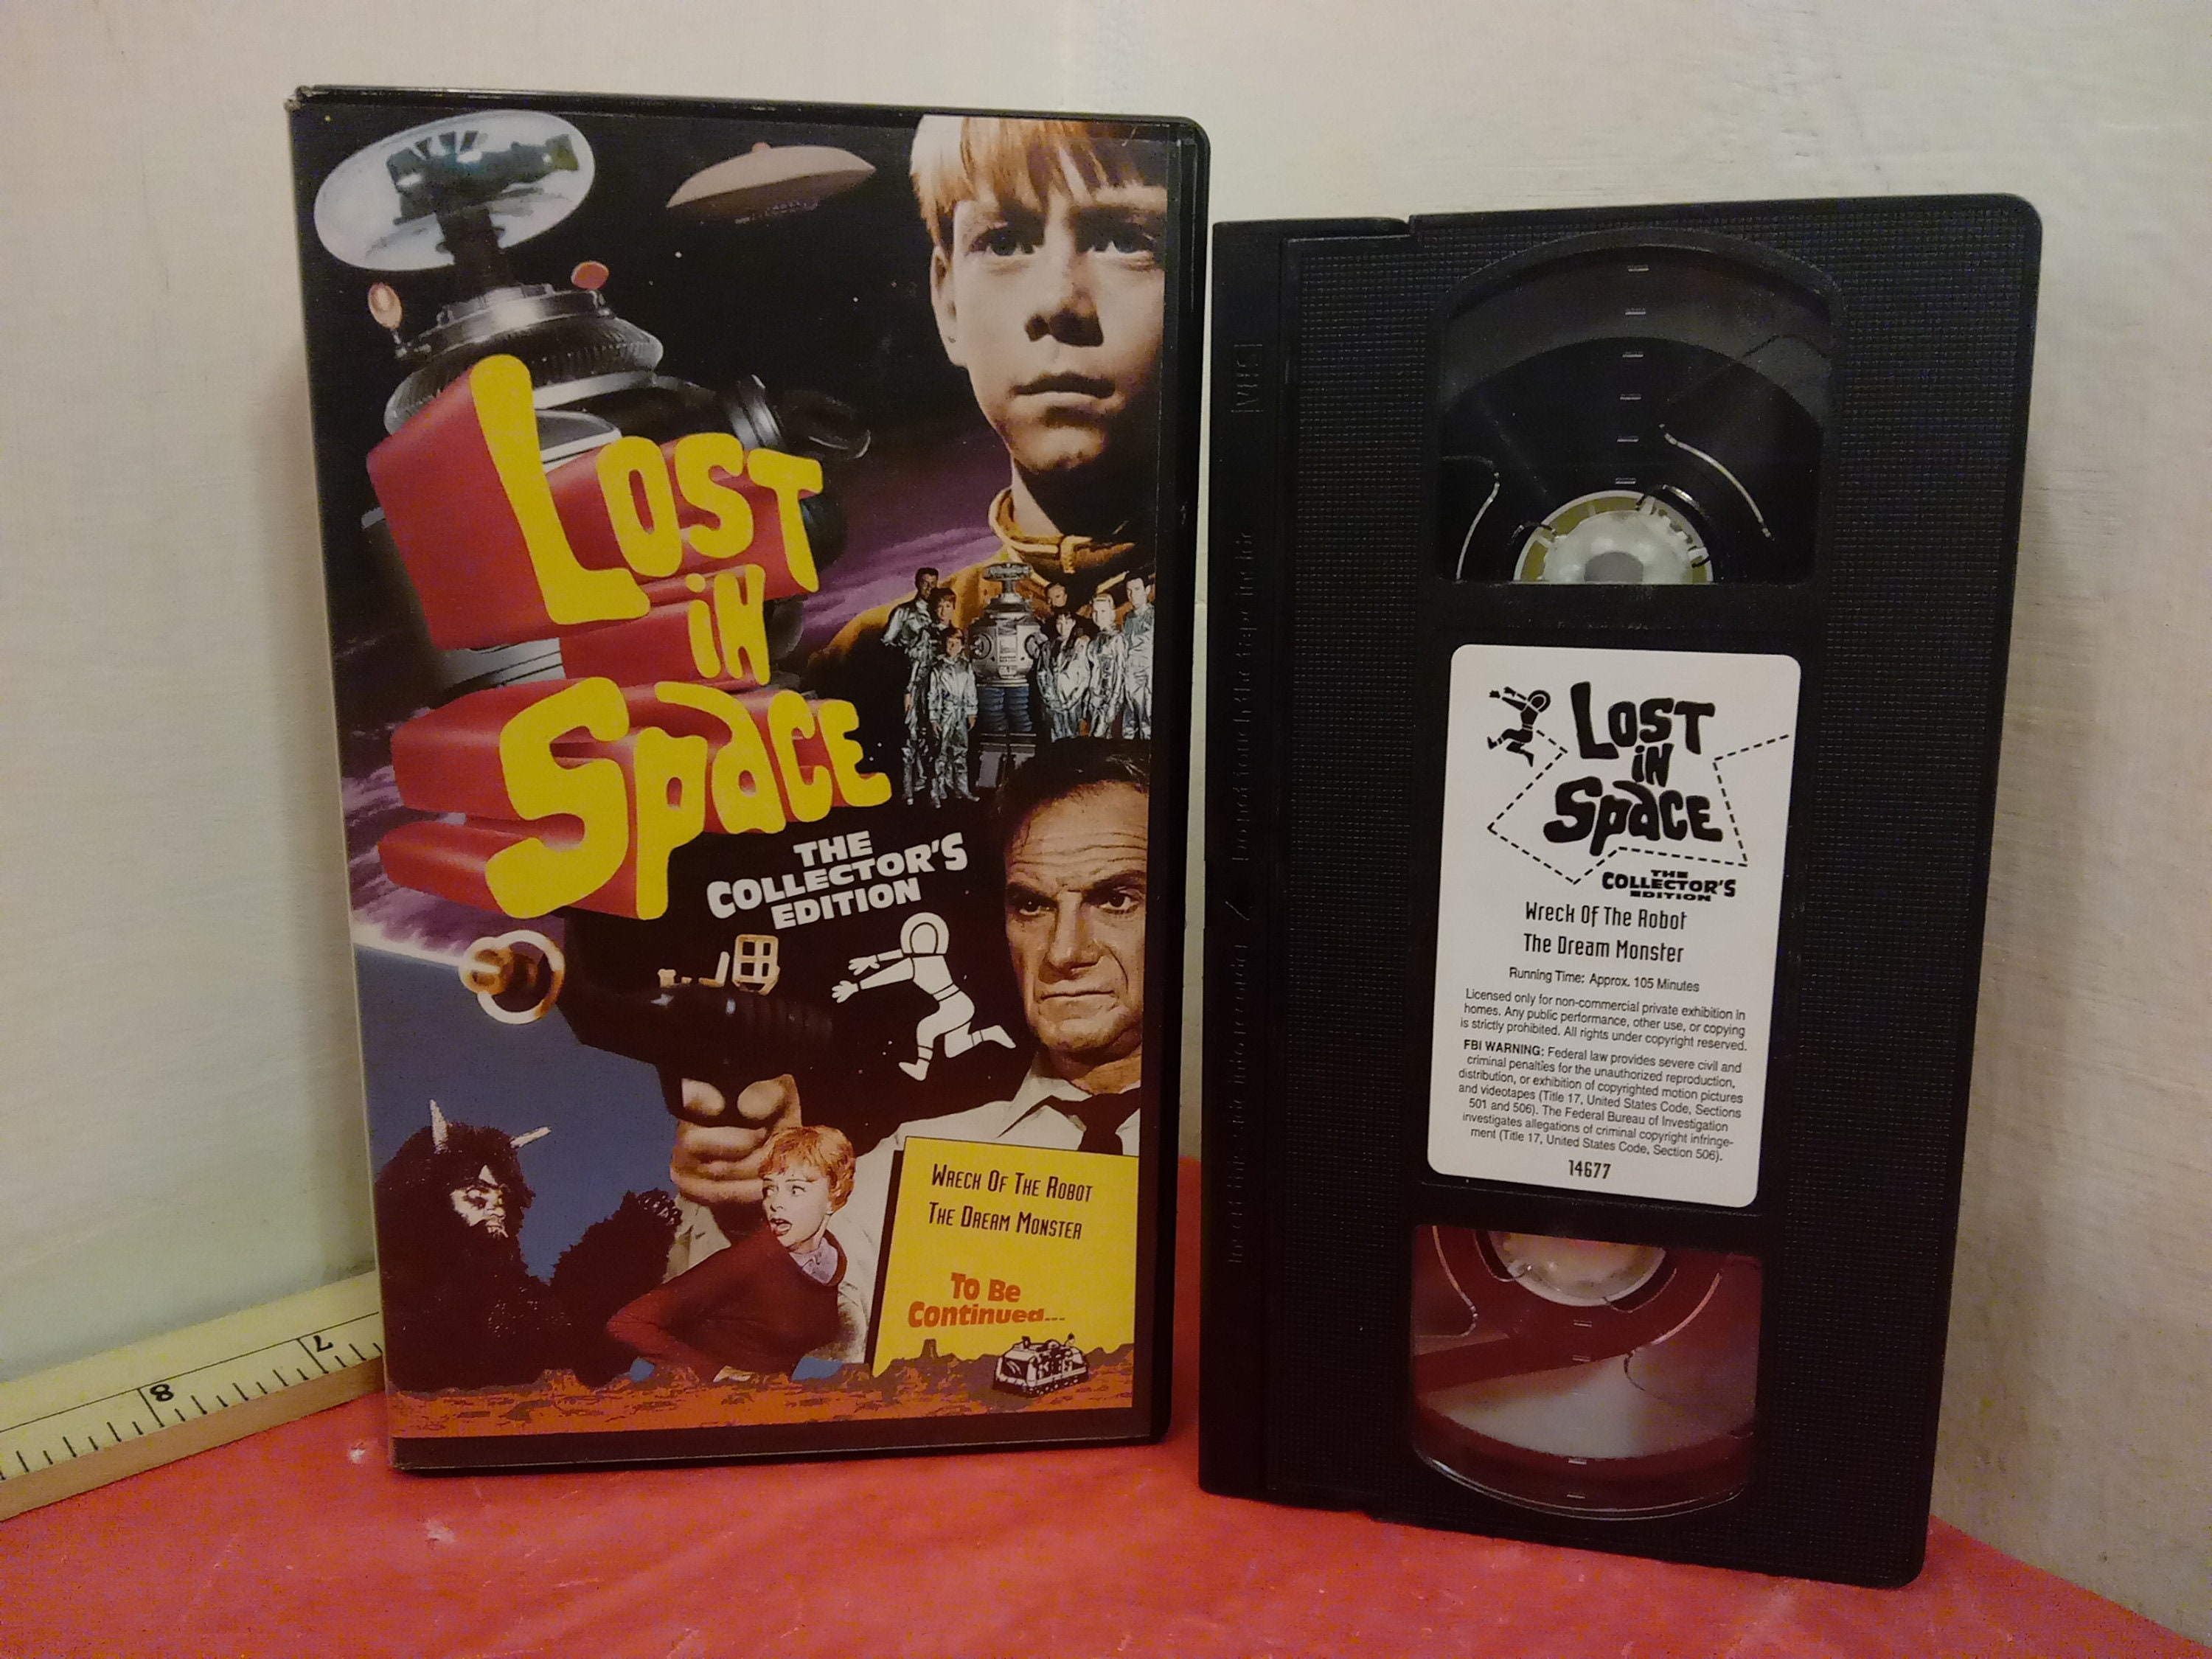 LOST
iN
SpacE
THE
COLLECTOR'S
EDITION
WRECK OF THE ROBOT
THE DREAM MONSTER
TO BE
CONTINUED...
7
8
VHS
LOST
iN
SpacE
THE
COLLECTOR'S
EDITION
Wreck Of The Robot
The Dream Monster
Running Time: Approx. 105 Minutes
Licensed only for non-commercial private exhibition in
homes. Any public performance, other use, or copying
is strictly prohibited. All rights under copyright reserved.
FBI WARNING: Federal law provides severe civil and
criminal penalties for the unauthorized reproduction,
distribution, or exhibition of copyrighted motion pictures
and videotapes (Title 17, United States Code, Sections
501 and 506). The Federal Bureau of Investigation
investigates allegations of criminal copyright infringe-
ment (Title 17, United States Code, Section 506).
14677